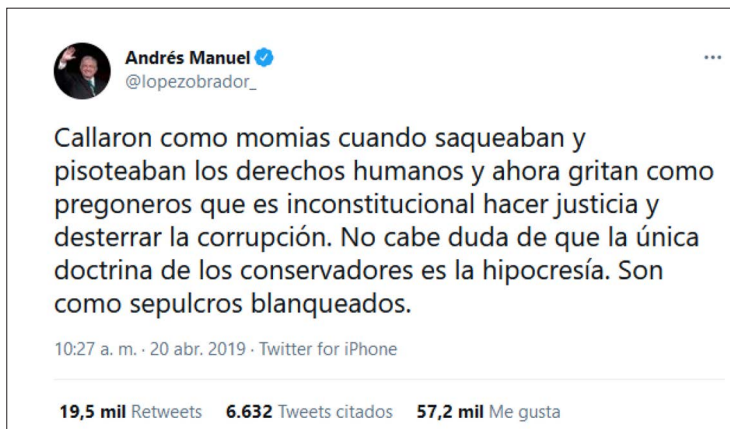 Andrés Manuel
@lopezobrador_
Callaron como momias cuando saqueaban y
pisoteaban los derechos humanos y ahora gritan como
pregoneros que es inconstitucional hacer justicia y
desterrar la corrupción. No cabe duda de que la única
doctrina de los conservadores es la hipocresía. Son
como sepulcros blanqueados.
10:27 a. m. · 20 abr. 2019 · Twitter for iPhone
19,5 mil Retweets 6.632 Tweets citados 57,2 mil Me gusta